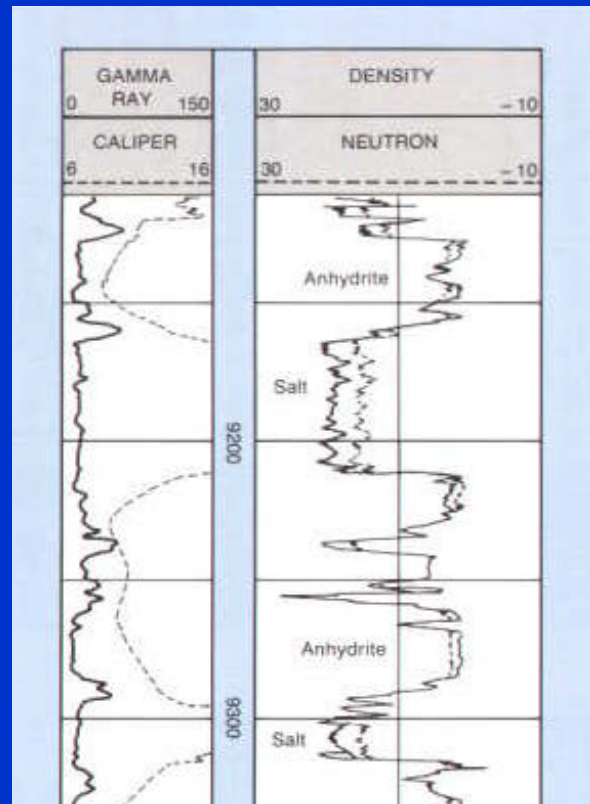 GAMMA
RAY
0 150
DENSITY
30 – 10
CALIPER
6 16
NEUTRON
30 – 10
Anhydrite
Salt
9200
Anhydrite
9300
Salt